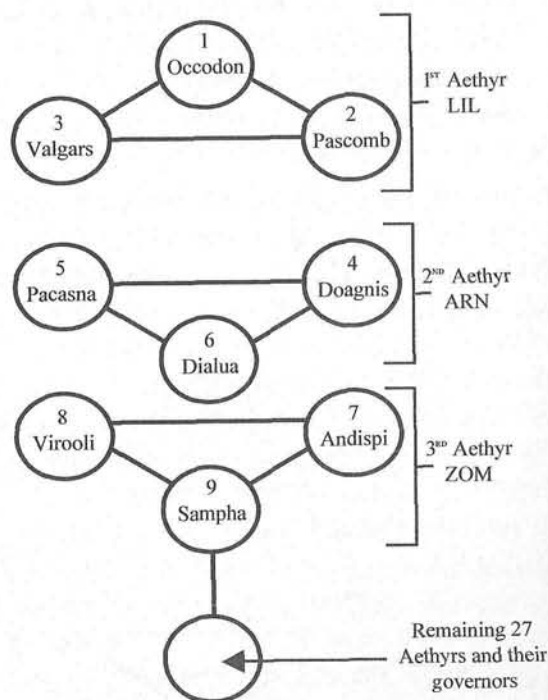 1
Occodon
3
Valgars
2
Pascomb
1ST Aethyr
LIL
5
Pacasna
4
Doagnis
6
Dialua
2ND Aethyr
ARN
8
Virooli
7
Andispi
9
Sampha
3RD Aethyr
ZOM
Remaining 27
Aethyrs and their
governors